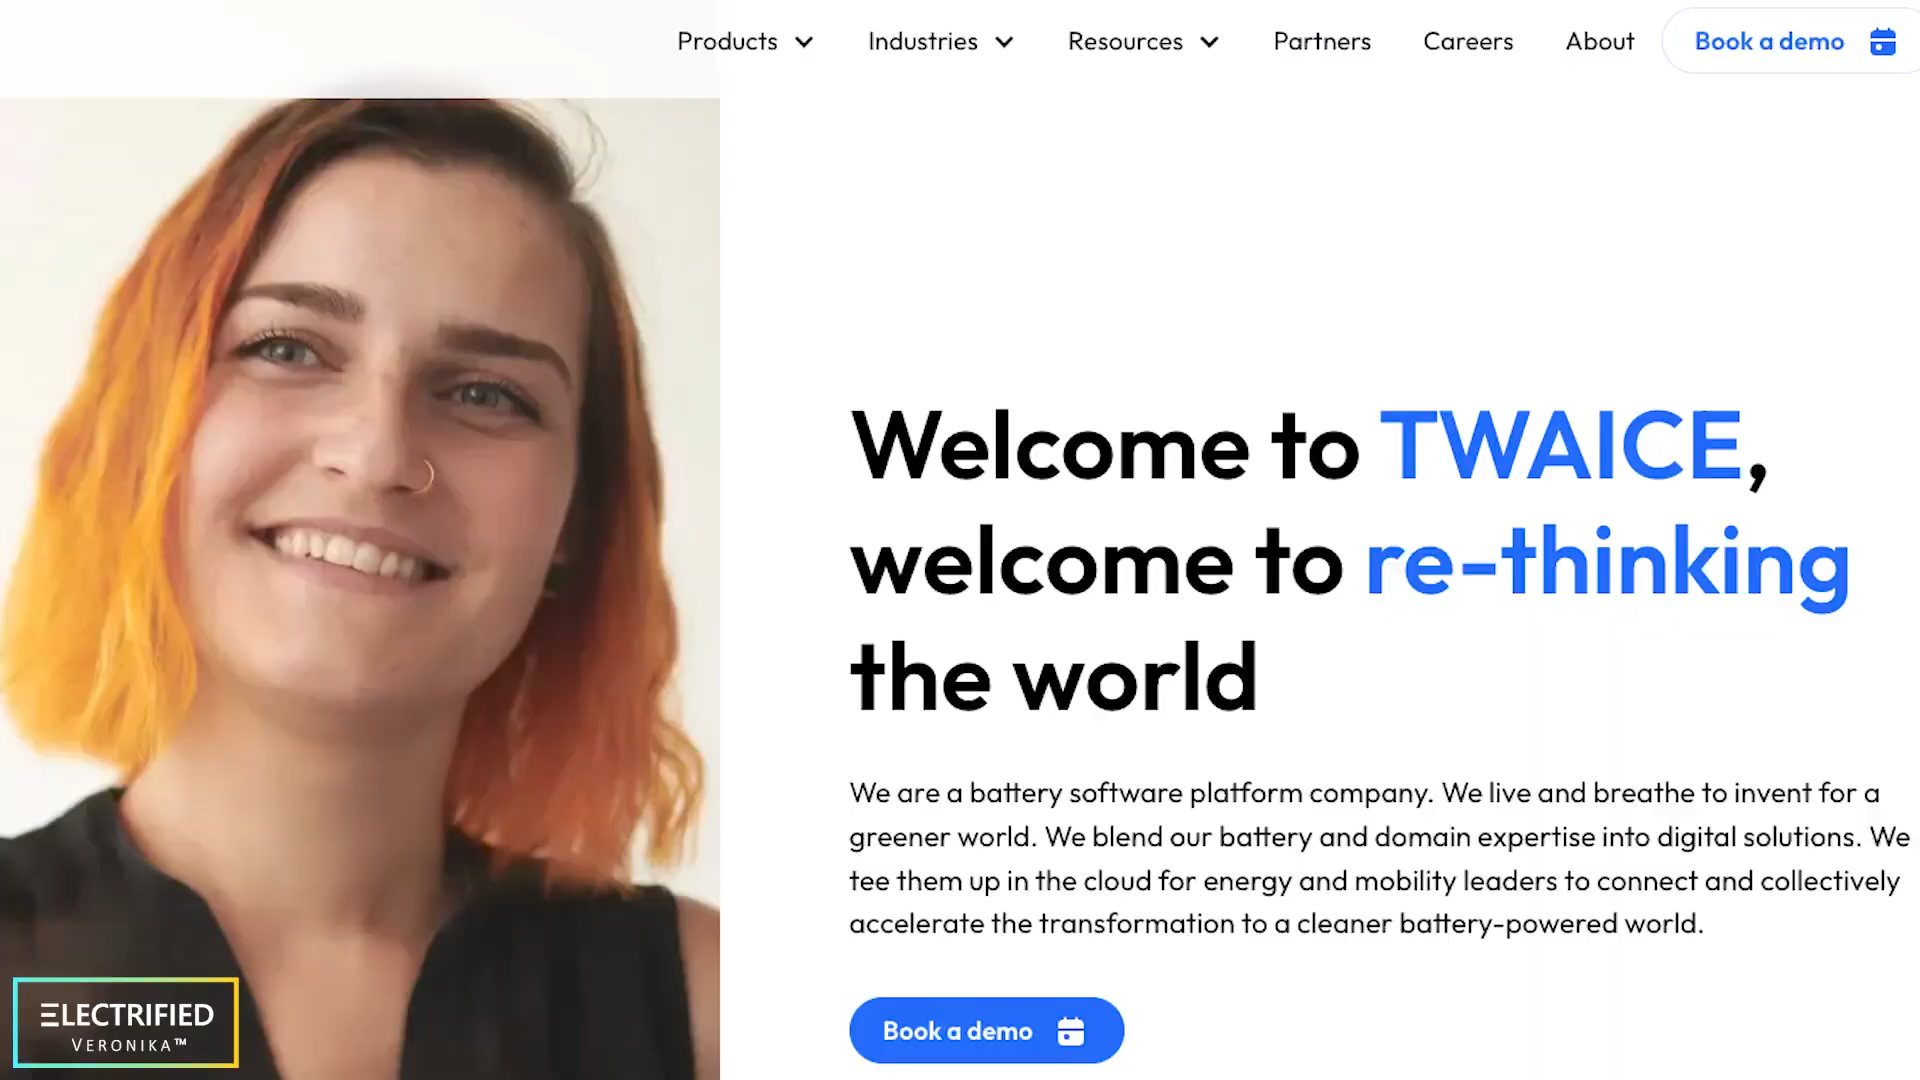 Products
Industries
Resources
Partners
Careers
About
Book a demo
Welcome to TWAICE,
welcome to re-thinking
the world
We are a battery software platform company. We live and breathe to invent for a
greener world. We blend our battery and domain expertise into digital solutions. We
tee them up in the cloud for energy and mobility leaders to connect and collectively
accelerate the transformation to a cleaner battery-powered world.
Book a demo
ELECTRIFIED
VERONIKA™